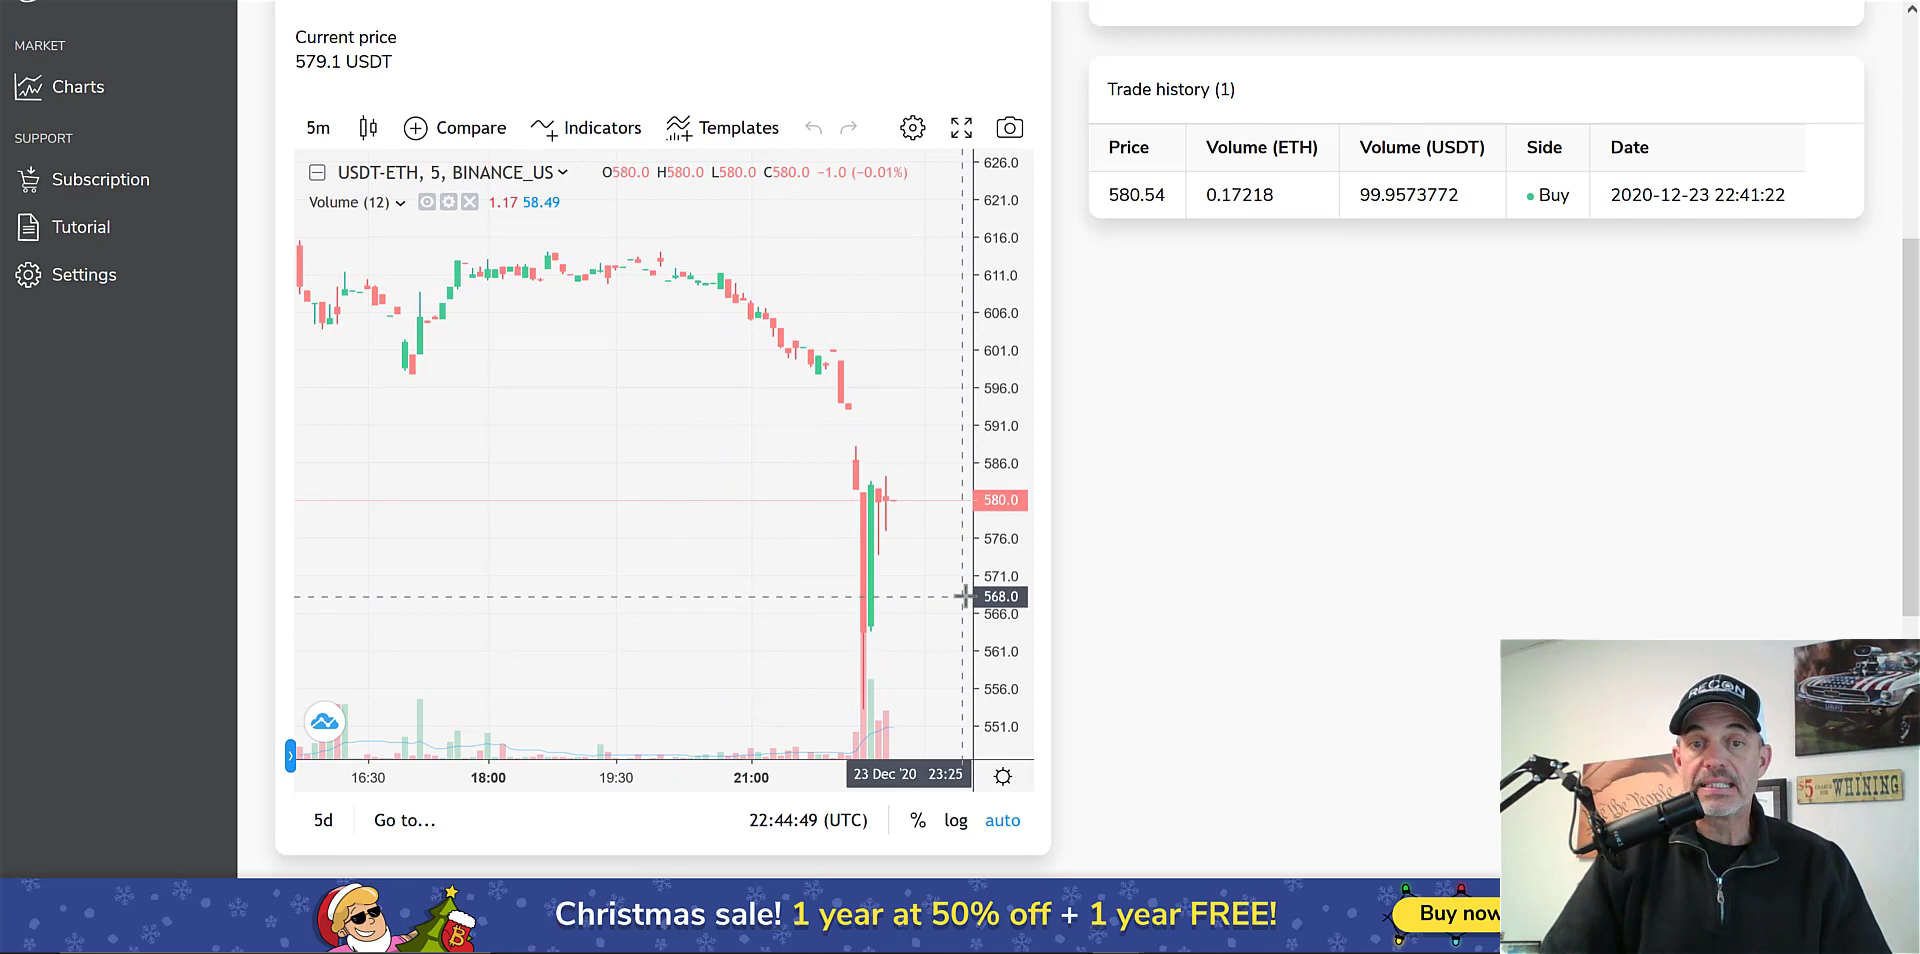 MARKET
Charts
SUPPORT
Subscription
Tutorial
Settings
Current price
579.1 USDT
5m
Compare
Indicators
Templates
USDT-ETH, 5, BINANCE_US
O580.0 H580.0 L580.0 C580.0 −1.0 (−0.01%)
Volume (12)
1.17 58.49
626.0
621.0
616.0
611.0
606.0
601.0
596.0
591.0
586.0
580.0
576.0
571.0
568.0
566.0
561.0
556.0
551.0
16:30
18:00
19:30
21:00
23 Dec '20 23:25
5d
Go to...
22:44:49 (UTC)
%
log
auto
Trade history (1)
Price Volume (ETH) Volume (USDT) Side Date
580.54 0.17218 99.9573772 Buy 2020-12-23 22:41:22
Christmas sale! 1 year at 50% off + 1 year FREE!
Buy now
RECON
the People
$5
WHINING